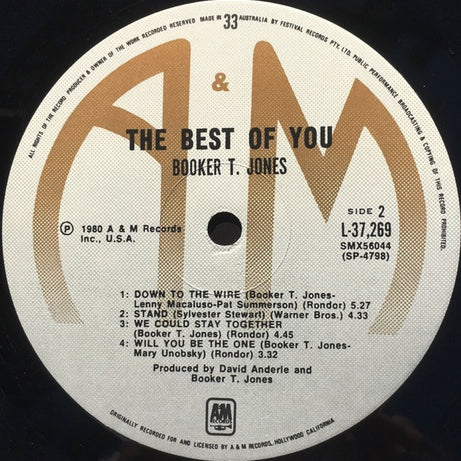 ALL RIGHTS OF THE RECORD PRODUCER & OWNER OF THE WORK RECORDED RESERVED MADE IN 33 AUSTRALIA BY FESTIVAL RECORDS PTY. LTD. PUBLIC PERFORMANCE BROADCASTING & COPYING OF THIS RECORD PROHIBITED.
A & M
THE BEST OF YOU
BOOKER T. JONES
Ⓟ 1980 A & M Records
Inc., U.S.A.
SIDE 2
L-37,269
SMX56044
(SP-4798)
1: DOWN TO THE WIRE (Booker T. Jones-
Lenny Macaluso-Pat Summerson) (Rondor) 5.27
2: STAND (Sylvester Stewart) (Warner Bros.) 4.33
3: WE COULD STAY TOGETHER
(Booker T. Jones) (Rondor) 4.45
4: WILL YOU BE THE ONE (Booker T. Jones-
Mary Unobsky) (Rondor) 3.32
Produced by David Anderle and
Booker T. Jones
A&M
RECORDS
ORIGINALLY RECORDED FOR AND LICENSED BY A & M RECORDS, HOLLYWOOD CALIFORNIA